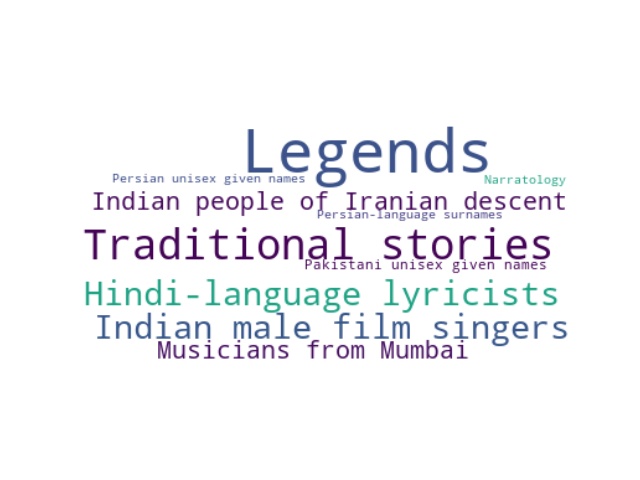 Legends
Persian unisex given names
Narratology
Indian people of Iranian descent
Persian-language surnames
Traditional stories
Pakistani unisex given names
Hindi-language lyricists
Indian male film singers
Musicians from Mumbai